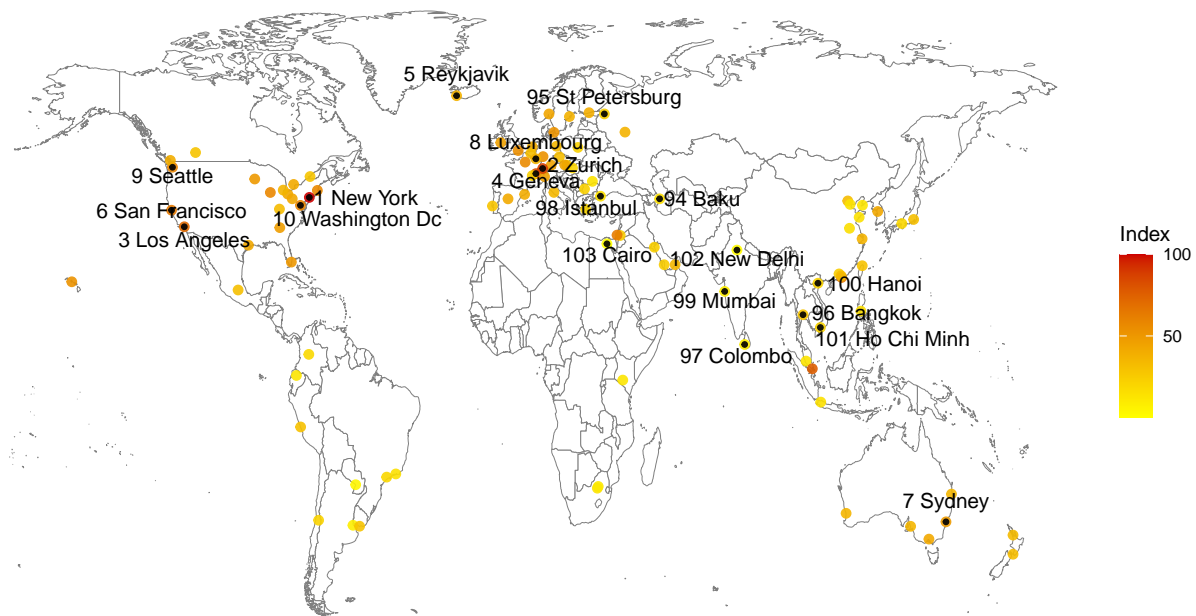 5 Reykjavik
95 St Petersburg
8 Luxembourg
2 Zurich
9 Seattle
4 Geneva
1 New York
94 Baku
6 San Francisco
98 Istanbul
10 Washington Dc
3 Los Angeles
103 Cairo
102 New Delhi
100 Hanoi
99 Mumbai
96 Bangkok
101 Ho Chi Minh
97 Colombo
7 Sydney
Index
100
50